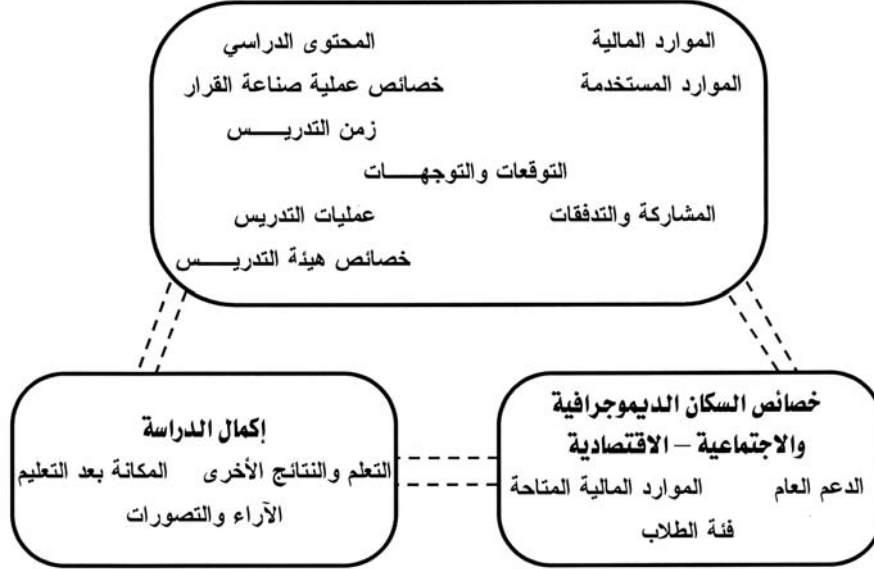 الموارد المالية المحتوى الدراسي
الموارد المستخدمة خصائص عملية صناعة القرار
زمن التدريـــــس
التوقعات والتوجهـــات
المشاركة والتدفقات عمليات التدريس
خصائص هيئة التدريـــــس
خصائص السكان الديموجرافية
والاجتماعية – الاقتصادية
الدعم العام الموارد المالية المتاحة
فئة الطلاب
إكمال الدراسة
التعلم والنتائج الأخرى المكانة بعد التعليم
الآراء والتصورات